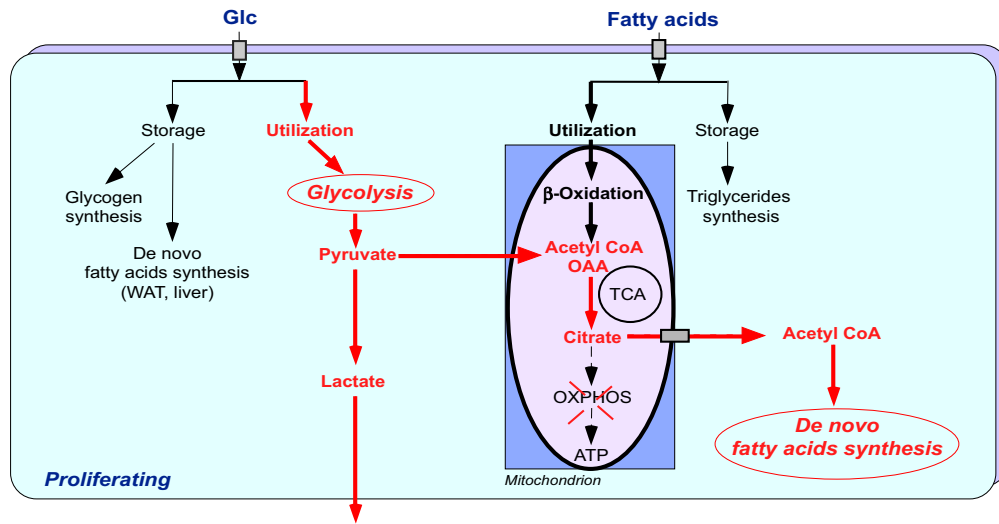 Glc
Fatty acids
Storage
Utilization
Utilization
Storage
Glycogen
synthesis
Glycolysis
β-Oxidation
Triglycerides
synthesis
De novo
fatty acids synthesis
(WAT, liver)
Pyruvate
Acetyl CoA
OAA
TCA
Citrate
Acetyl CoA
Lactate
OXPHOS
De novo
fatty acids synthesis
ATP
Proliferating
Mitochondrion